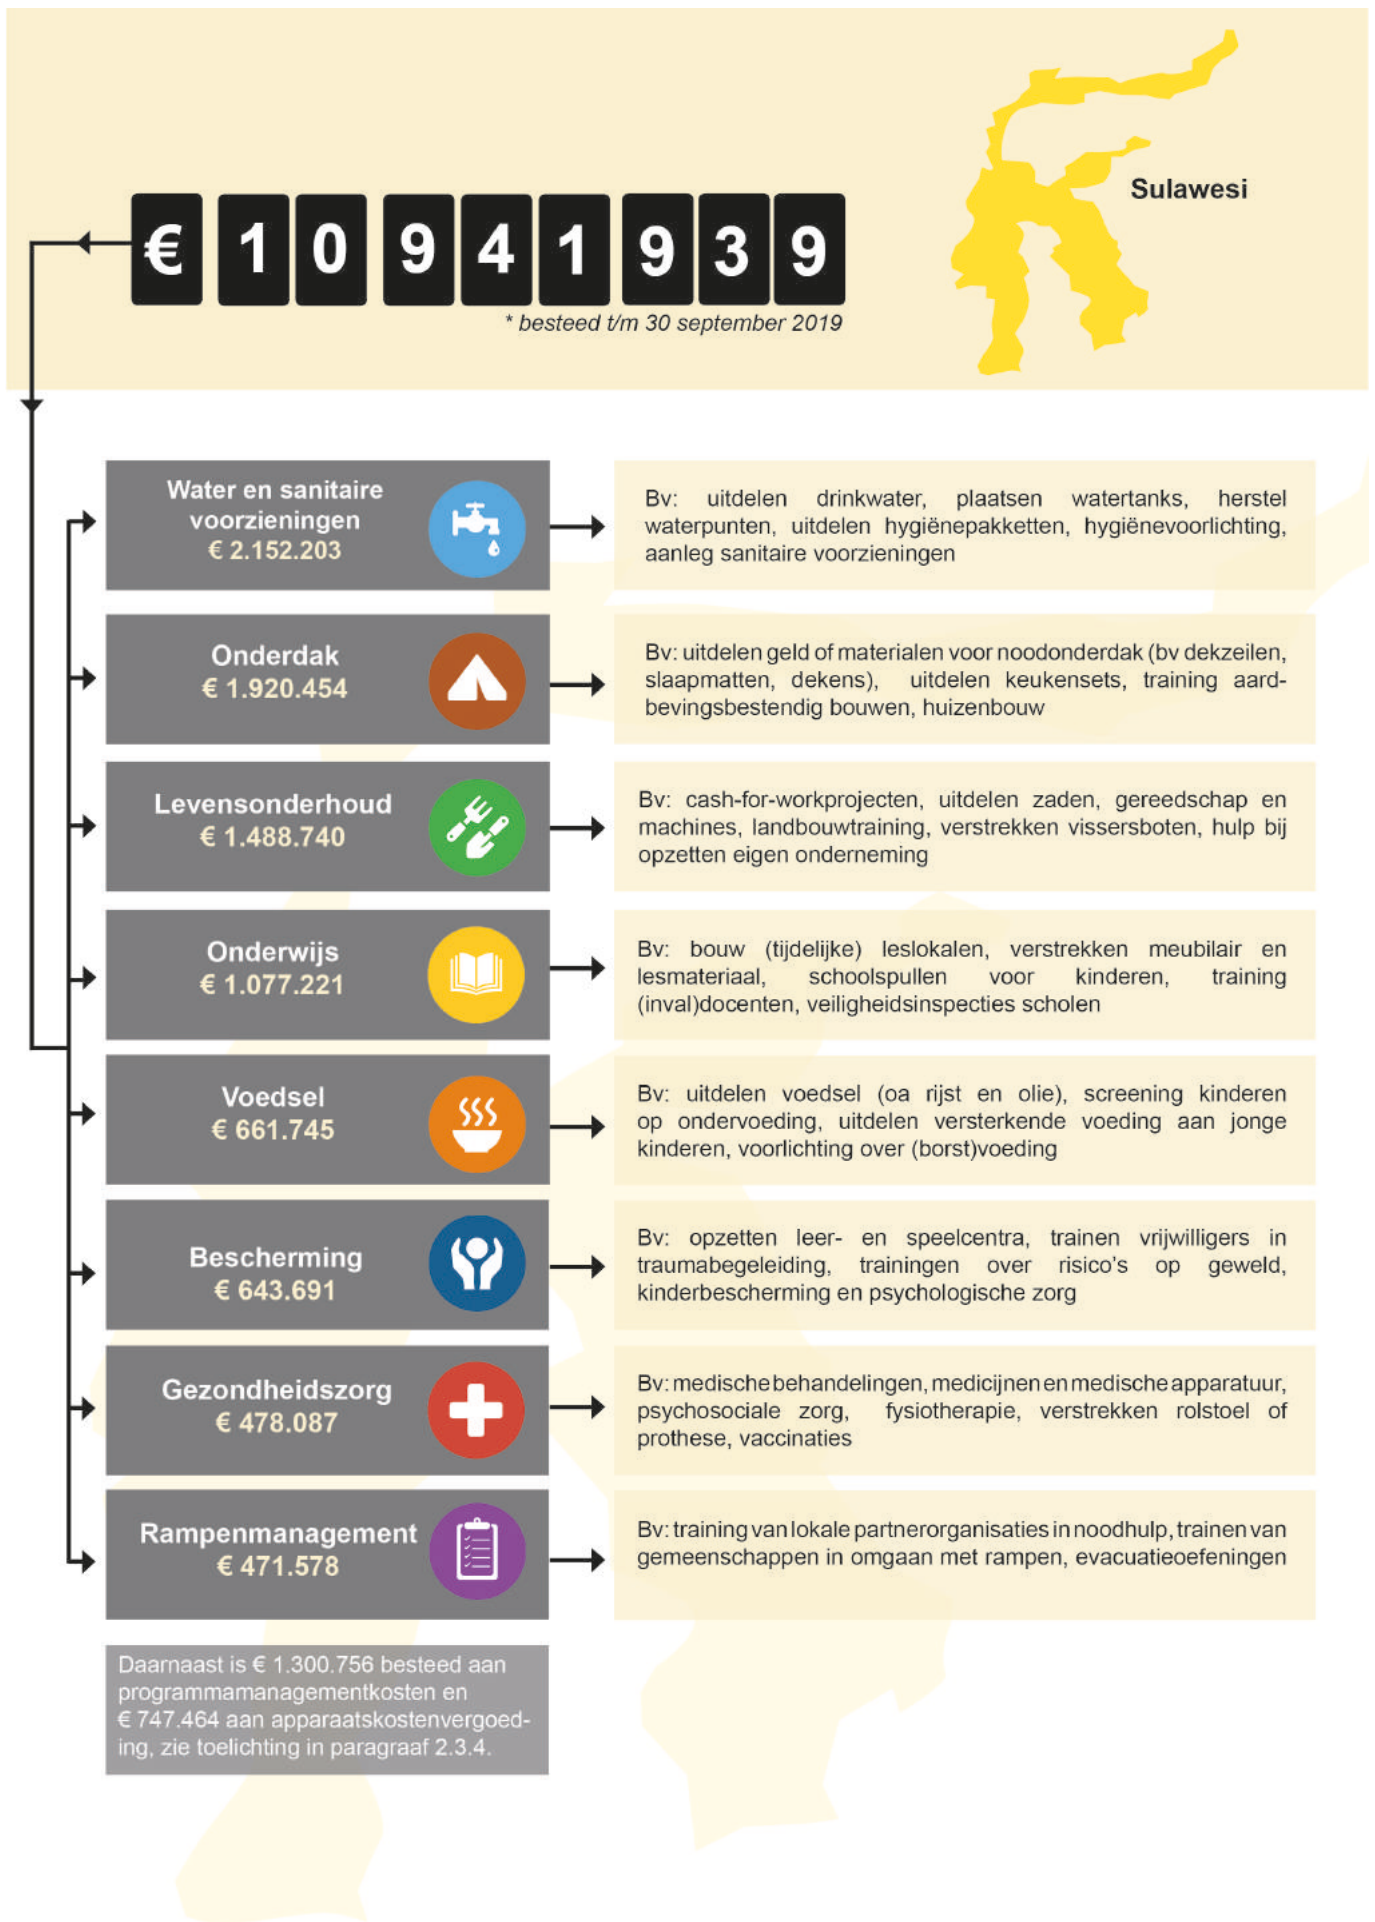 Sulawesi
€ 10 941 939
* besteed t/m 30 september 2019
Water en sanitaire
voorzieningen
€ 2.152.203
Bv: uitdelen drinkwater, plaatsen watertanks, herstel
waterpunten, uitdelen hygiënepakketten, hygiënevoorlichting,
aanleg sanitaire voorzieningen
Onderdak
€ 1.920.454
Bv: uitdelen geld of materialen voor noodonderdak (bv dekzeilen,
slaapmatten, dekens), uitdelen keukensets, training aard-
bevingsbestendig bouwen, huizenbouw
Levensonderhoud
€ 1.488.740
Bv: cash-for-workprojecten, uitdelen zaden, gereedschap en
machines, landbouwtraining, verstrekken vissersboten, hulp bij
opzetten eigen onderneming
Onderwijs
€ 1.077.221
Bv: bouw (tijdelijke) leslokalen, verstrekken meubilair en
lesmateriaal, schoolspullen voor kinderen, training
(inval)docenten, veiligheidsinspecties scholen
Voedsel
€ 661.745
Bv: uitdelen voedsel (oa rijst en olie), screening kinderen
op ondervoeding, uitdelen versterkende voeding aan jonge
kinderen, voorlichting over (borst)voeding
Bescherming
€ 643.691
Bv: opzetten leer- en speelcentra, trainen vrijwilligers in
traumabegeleiding, trainingen over risico's op geweld,
kinderbescherming en psychologische zorg
Gezondheidszorg
€ 478.087
Bv: medische behandelingen, medicijnen en medische apparatuur,
psychosociale zorg, fysiotherapie, verstrekken rolstoel of
prothese, vaccinaties
Rampenmanagement
€ 471.578
Bv: training van lokale partnerorganisaties in noodhulp, trainen van
gemeenschappen in omgaan met rampen, evacuatieoefeningen
Daarnaast is € 1.300.756 besteed aan
programmamanagementkosten en
€ 747.464 aan apparaatskostenvergoed-
ing, zie toelichting in paragraaf 2.3.4.